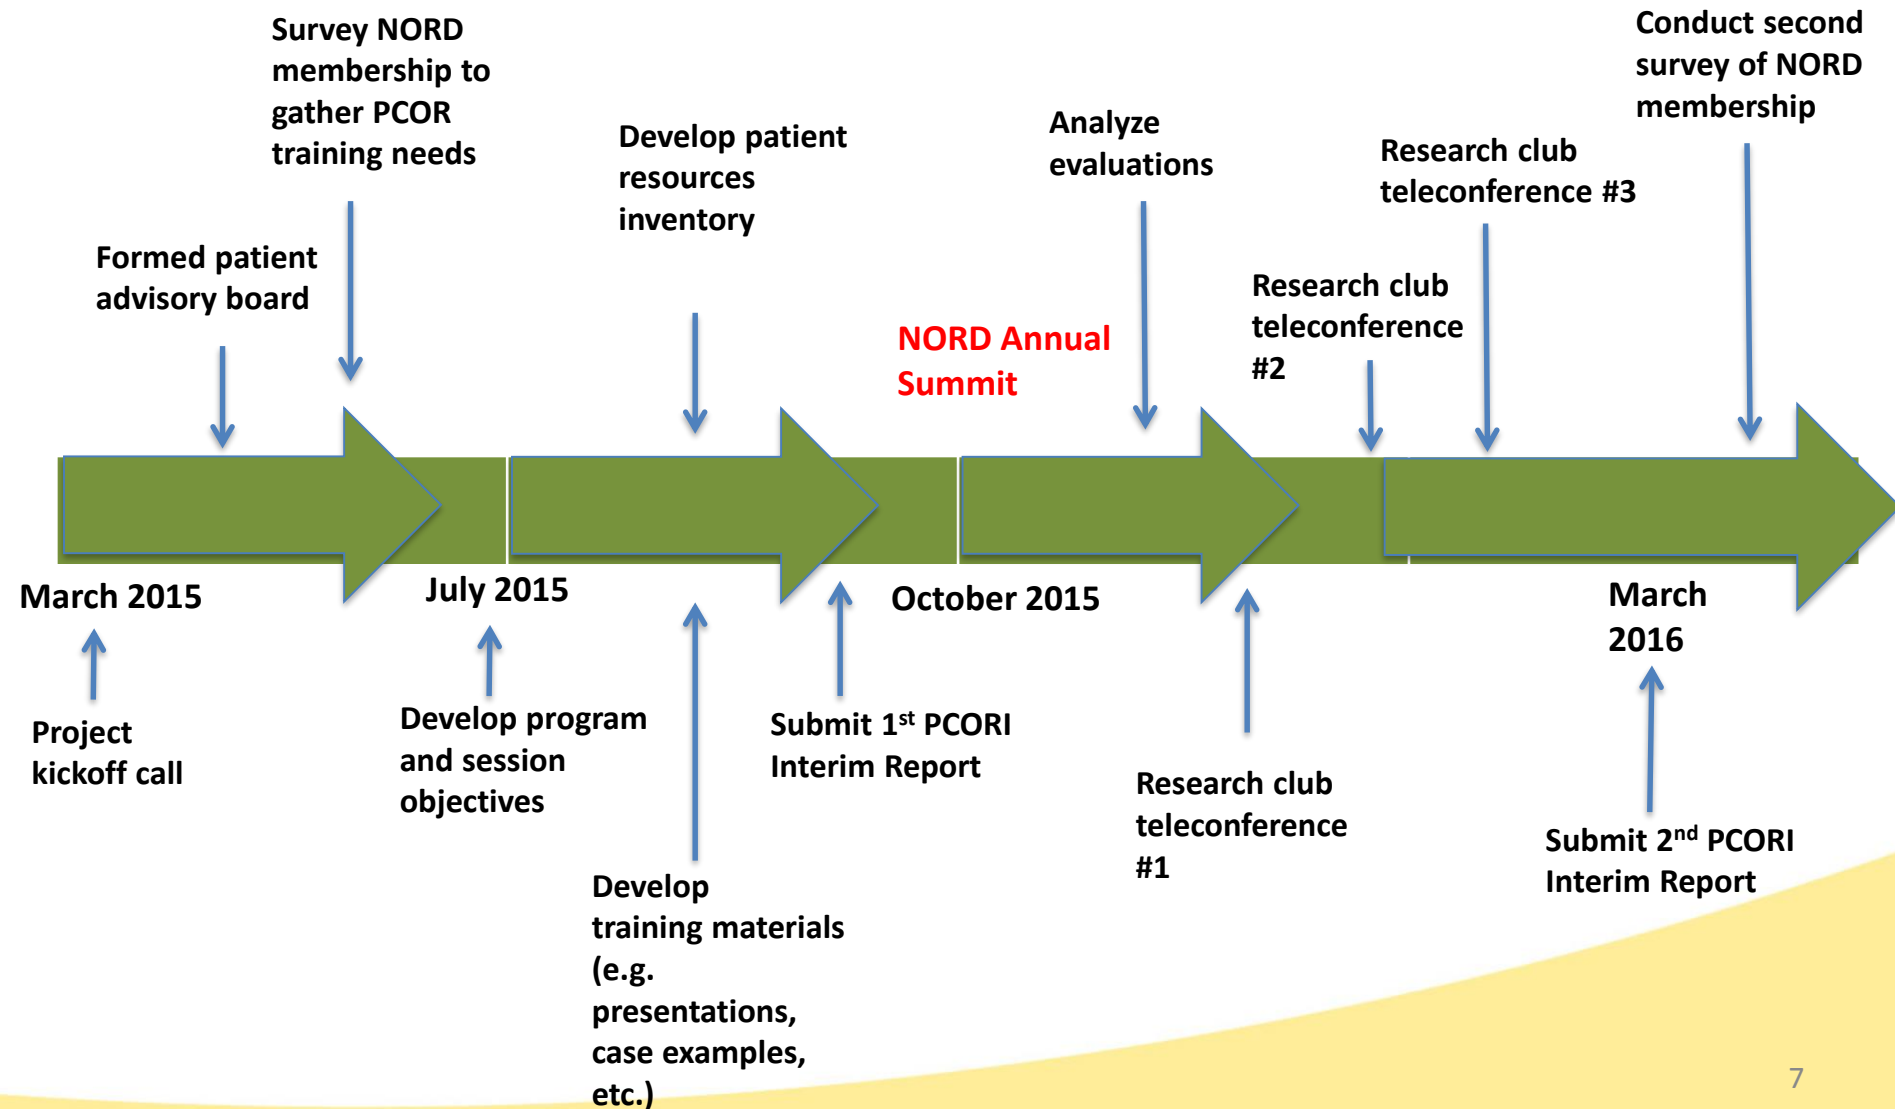 Survey NORD
membership to
gather PCOR
training needs
Conduct second
survey of NORD
membership
Develop patient
resources
inventory
Analyze
evaluations
Research club
teleconference #3
Formed patient
advisory board
Research club
teleconference
#2
NORD Annual
Summit
March 2015
July 2015
October 2015
March
2016
Project
kickoff call
Develop program
and session
objectives
Submit 1st PCORI
Interim Report
Research club
teleconference
#1
Submit 2nd PCORI
Interim Report
Develop
training materials
(e.g.
presentations,
case examples,
etc.)
7